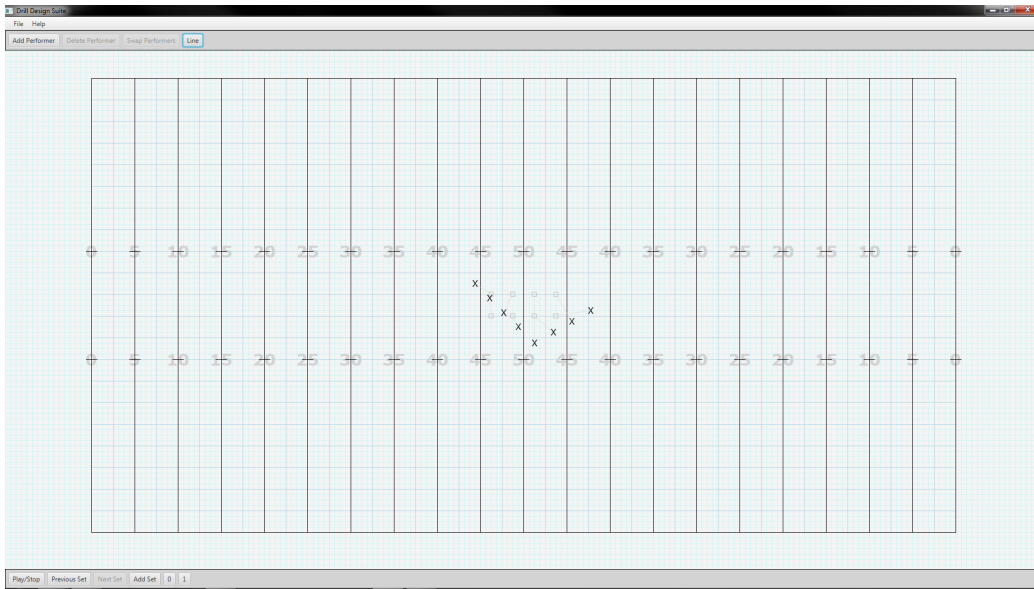 Drill Design Suite
File Help
Add Performer Delete Performer Swap Performers Line
0 5 10 15 20 25 30 35 40 45 50 45 40 35 30 25 20 15 10 5 0
X
X
X
X
X
X
X
X
0 5 10 15 20 25 30 35 40 45 50 45 40 35 30 25 20 15 10 5 0
Play/Stop Previous Set Next Set Add Set 0 1